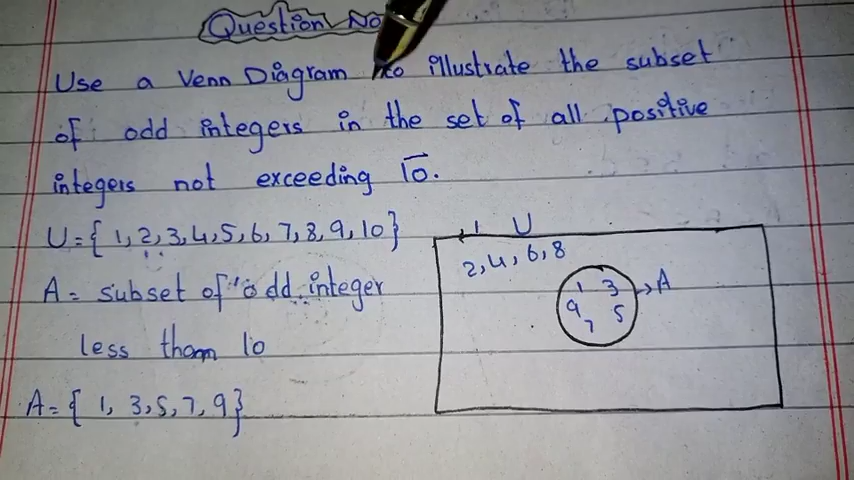 Question No
Use a Venn Diagram to illustrate the subset
of odd integers in the set of all positive
integers not exceeding 10.
U = { 1, 2, 3, 4, 5, 6, 7, 8, 9, 10 }
A = subset of odd integer
less than 10
A = { 1, 3, 5, 7, 9 }
U
2, 4, 6, 8
1 3 → A
9 5
7